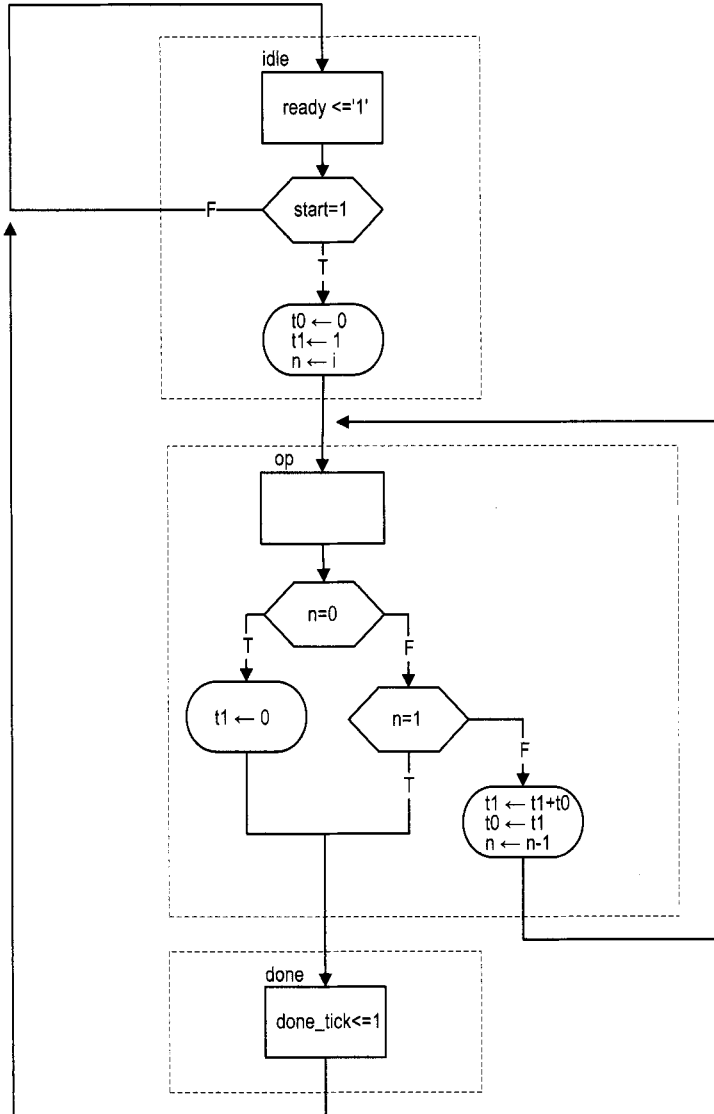 idle
ready <='1'
start=1
F
T
t0 ← 0
t1← 1
n ← i
op
n=0
T
F
t1 ← 0
n=1
F
T
t1 ← t1+t0
t0 ← t1
n ← n-1
done
done_tick<=1